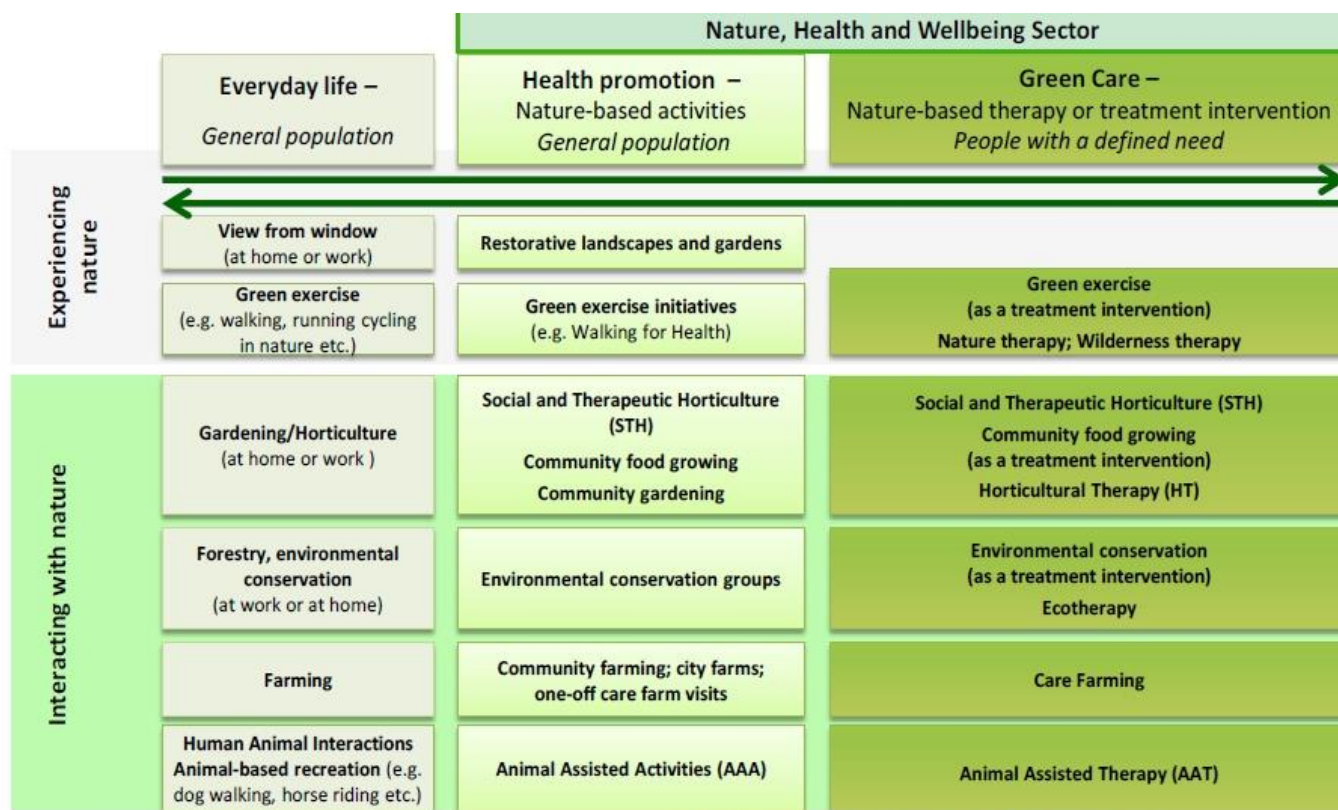 Nature, Health and Wellbeing Sector
Everyday life –
General population
Health promotion –
Nature-based activities
General population
Green Care –
Nature-based therapy or treatment intervention
People with a defined need
Experiencing
nature
View from window
(at home or work)
Restorative landscapes and gardens
Green exercise
(e.g. walking, running cycling
in nature etc.)
Green exercise initiatives
(e.g. Walking for Health)
Green exercise
(as a treatment intervention)
Nature therapy; Wilderness therapy
Interacting with nature
Gardening/Horticulture
(at home or work )
Social and Therapeutic Horticulture
(STH)
Community food growing
Community gardening
Social and Therapeutic Horticulture (STH)
Community food growing
(as a treatment intervention)
Horticultural Therapy (HT)
Forestry, environmental
conservation
(at work or at home)
Environmental conservation groups
Environmental conservation
(as a treatment intervention)
Ecotherapy
Farming
Community farming; city farms;
one-off care farm visits
Care Farming
Human Animal Interactions
Animal-based recreation (e.g.
dog walking, horse riding etc.)
Animal Assisted Activities (AAA)
Animal Assisted Therapy (AAT)